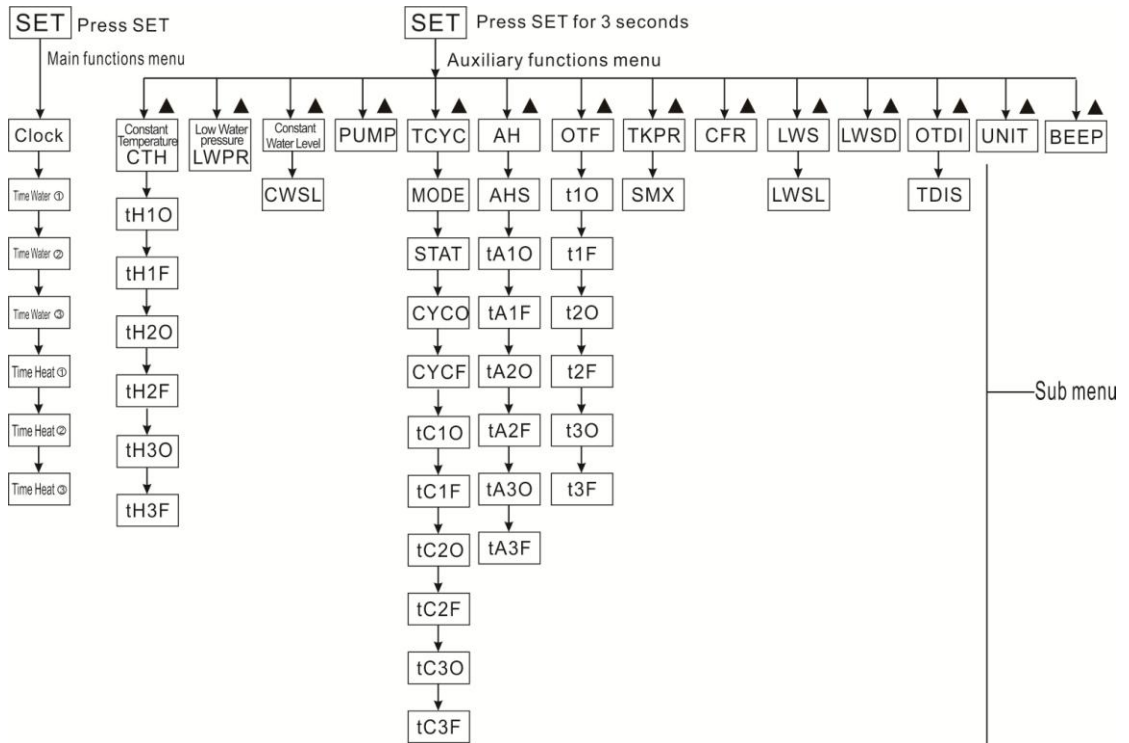 SET Press SET
Main functions menu
Clock
Time Water ①
Time Water ②
Time Water ③
Time Heat ①
Time Heat ②
Time Heat ③
SET Press SET for 3 seconds
Auxiliary functions menu
Constant
Temperature
CTH
tH1O
tH1F
tH2O
tH2F
tH3O
tH3F
Low Water
pressure
LWPR
Constant
Water Level
CWSL
PUMP
TCYC
MODE
STAT
CYCO
CYCF
tC1O
tC1F
tC2O
tC2F
tC3O
tC3F
AH
AHS
tA1O
tA1F
tA2O
tA2F
tA3O
tA3F
OTF
t1O
t1F
t2O
t2F
t3O
t3F
TKPR
SMX
CFR
LWS
LWSL
LWSD
OTDI
TDIS
UNIT
BEEP
Sub menu